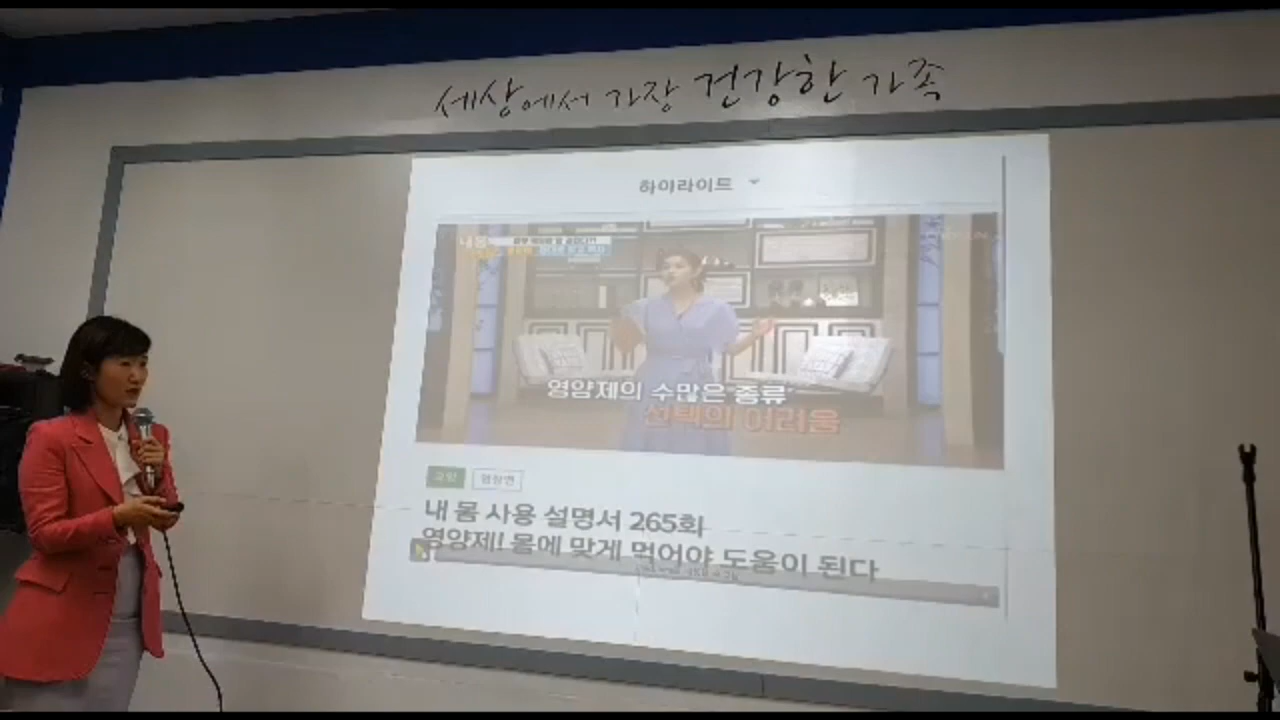 세상에서 가장 건강한 가족
하이라이트
영양제의 수많은 종류
선택의 어려움
내 몸 사용 설명서 265회
영양제! 몸에 맞게 먹어야 도움이 된다